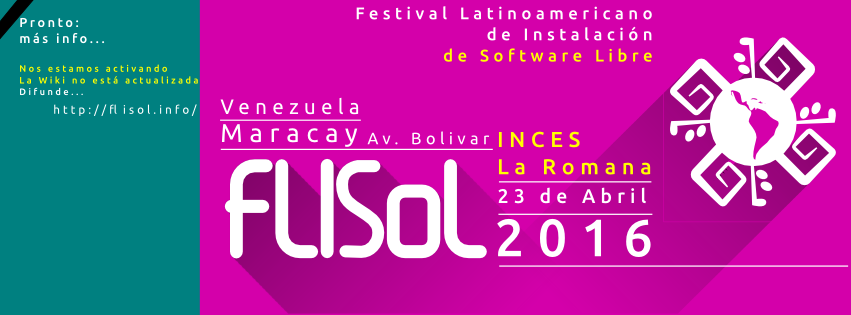 Pronto:
más info...
Nos estamos activando
La Wiki no está actualizada
Difunde...
http://flisol.info/
Festival Latinoamericano
de Instalación
de Software Libre
Venezuela
Maracay Av. Bolivar
INCES
La Romana
23 de Abril
2016
FLISoL